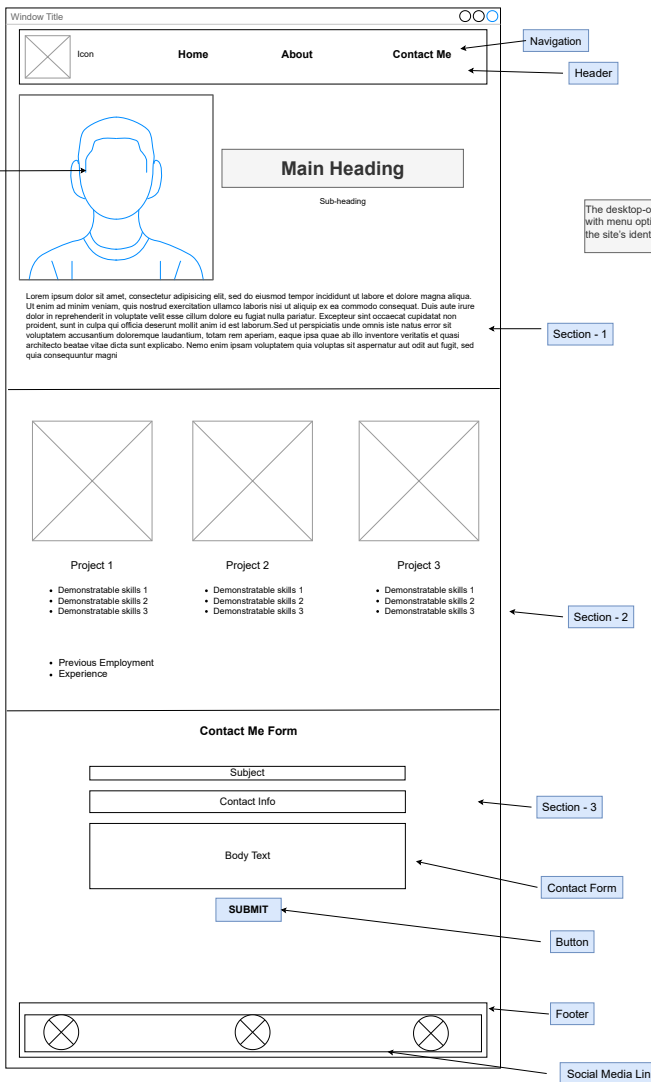 Window Title
Icon
Home
About
Contact Me
Navigation
Header
Main Heading
Sub-heading
The desktop-o
with menu opti
the site's ident
Lorem ipsum dolor sit amet, consectetur adipisicing elit, sed do eiusmod tempor incididunt ut labore et dolore magna aliqua.
Ut enim ad minim veniam, quis nostrud exercitation ullamco laboris nisi ut aliquip ex ea commodo consequat. Duis aute irure
dolor in reprehenderit in voluptate velit esse cillum dolore eu fugiat nulla pariatur. Excepteur sint occaecat cupidatat non
proident, sunt in culpa qui officia deserunt mollit anim id est laborum.Sed ut perspiciatis unde omnis iste natus error sit
voluptatem accusantium doloremque laudantium, totam rem aperiam, eaque ipsa quae ab illo inventore veritatis et quasi
architecto beatae vitae dicta sunt explicabo. Nemo enim ipsam voluptatem quia voluptas sit aspernatur aut odit aut fugit, sed
quia consequuntur magni
Section - 1
Project 1
Demonstratable skills 1
Demonstratable skills 2
Demonstratable skills 3
Project 2
Demonstratable skills 1
Demonstratable skills 2
Demonstratable skills 3
Project 3
Demonstratable skills 1
Demonstratable skills 2
Demonstratable skills 3
Section - 2
Previous Employment
Experience
Contact Me Form
Subject
Contact Info
Section - 3
Body Text
Contact Form
SUBMIT
Button
Footer
Social Media Lin